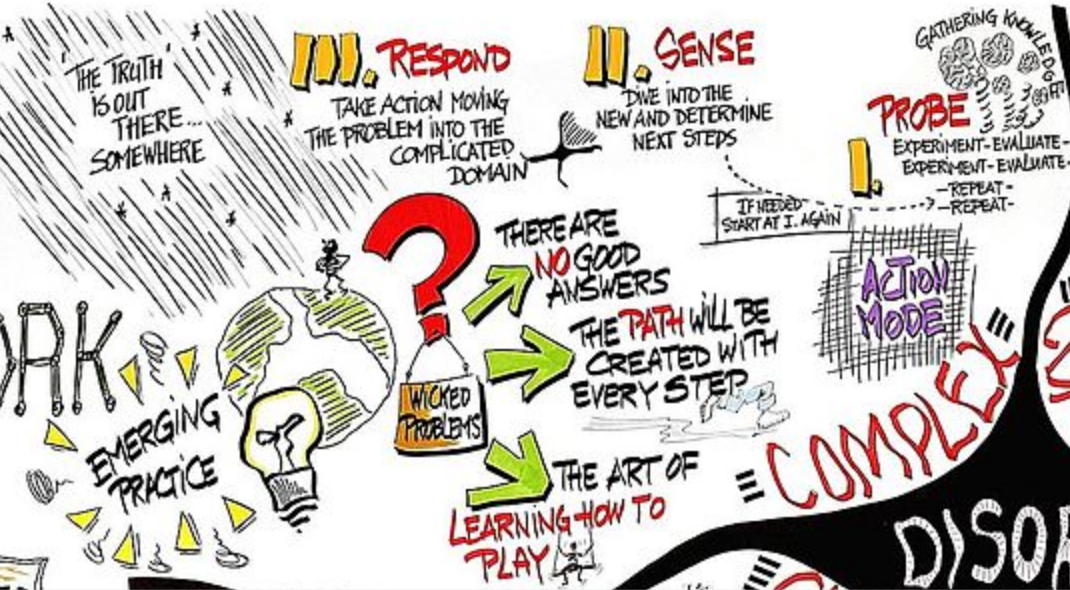 "THE TRUTH"
IS OUT
THERE...
SOMEWHERE
III. RESPOND
TAKE ACTION MOVING
THE PROBLEM INTO THE
COMPLICATED
DOMAIN
II. SENSE
DIVE INTO THE
NEW AND DETERMINE
NEXT STEPS
GATHERING KNOWLEDGE
I. PROBE
EXPERIMENT-EVALUATE-
EXPERIMENT-EVALUATE-
-REPEAT-
-REPEAT-
IF NEEDED
START AT I. AGAIN
ACTION
MODE
THERE ARE
NO GOOD
ANSWERS
THE PATH WILL BE
CREATED WITH
EVERY STEP
WICKED
PROBLEMS
THE ART OF
LEARNING HOW TO
PLAY
EMERGING
PRACTICE
COMPLEX